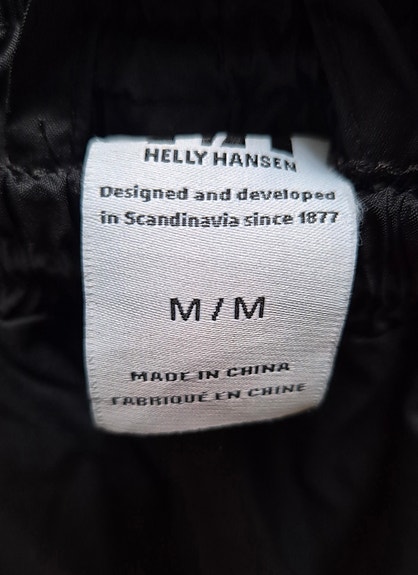 HELLY HANSEN
Designed and developed
in Scandinavia since 1877
M / M
MADE IN CHINA
FABRIQUÉ EN CHINE